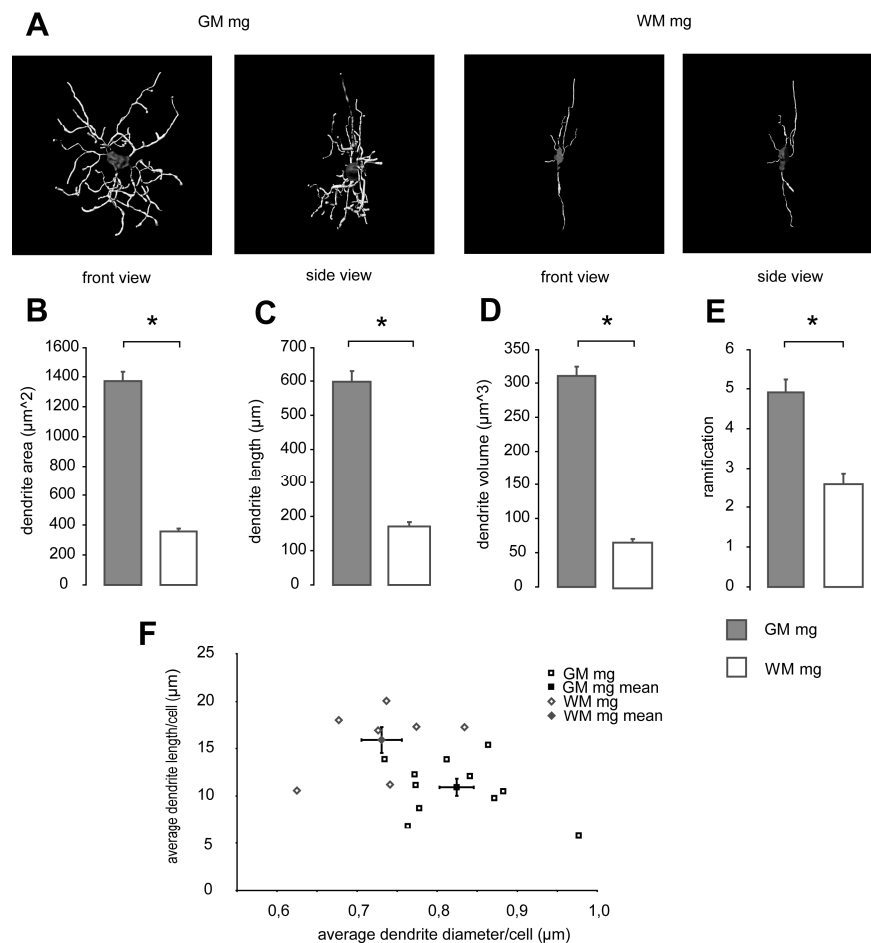 A
GM mg
WM mg
front view
side view
front view
side view
B
*
dendrite area (µm^2)
1600
1400
1200
1000
800
600
400
200
0
C
*
dendrite length (µm)
700
600
500
400
300
200
100
0
D
*
dendrite volume (µm^3)
350
300
250
200
150
100
50
0
E
*
ramification
6
5
4
3
2
1
0
GM mg
WM mg
F
average dendrite length/cell (µm)
25
20
15
10
5
0
GM mg
GM mg mean
WM mg
WM mg mean
0,6
0,7
0,8
0,9
1,0
average dendrite diameter/cell (µm)